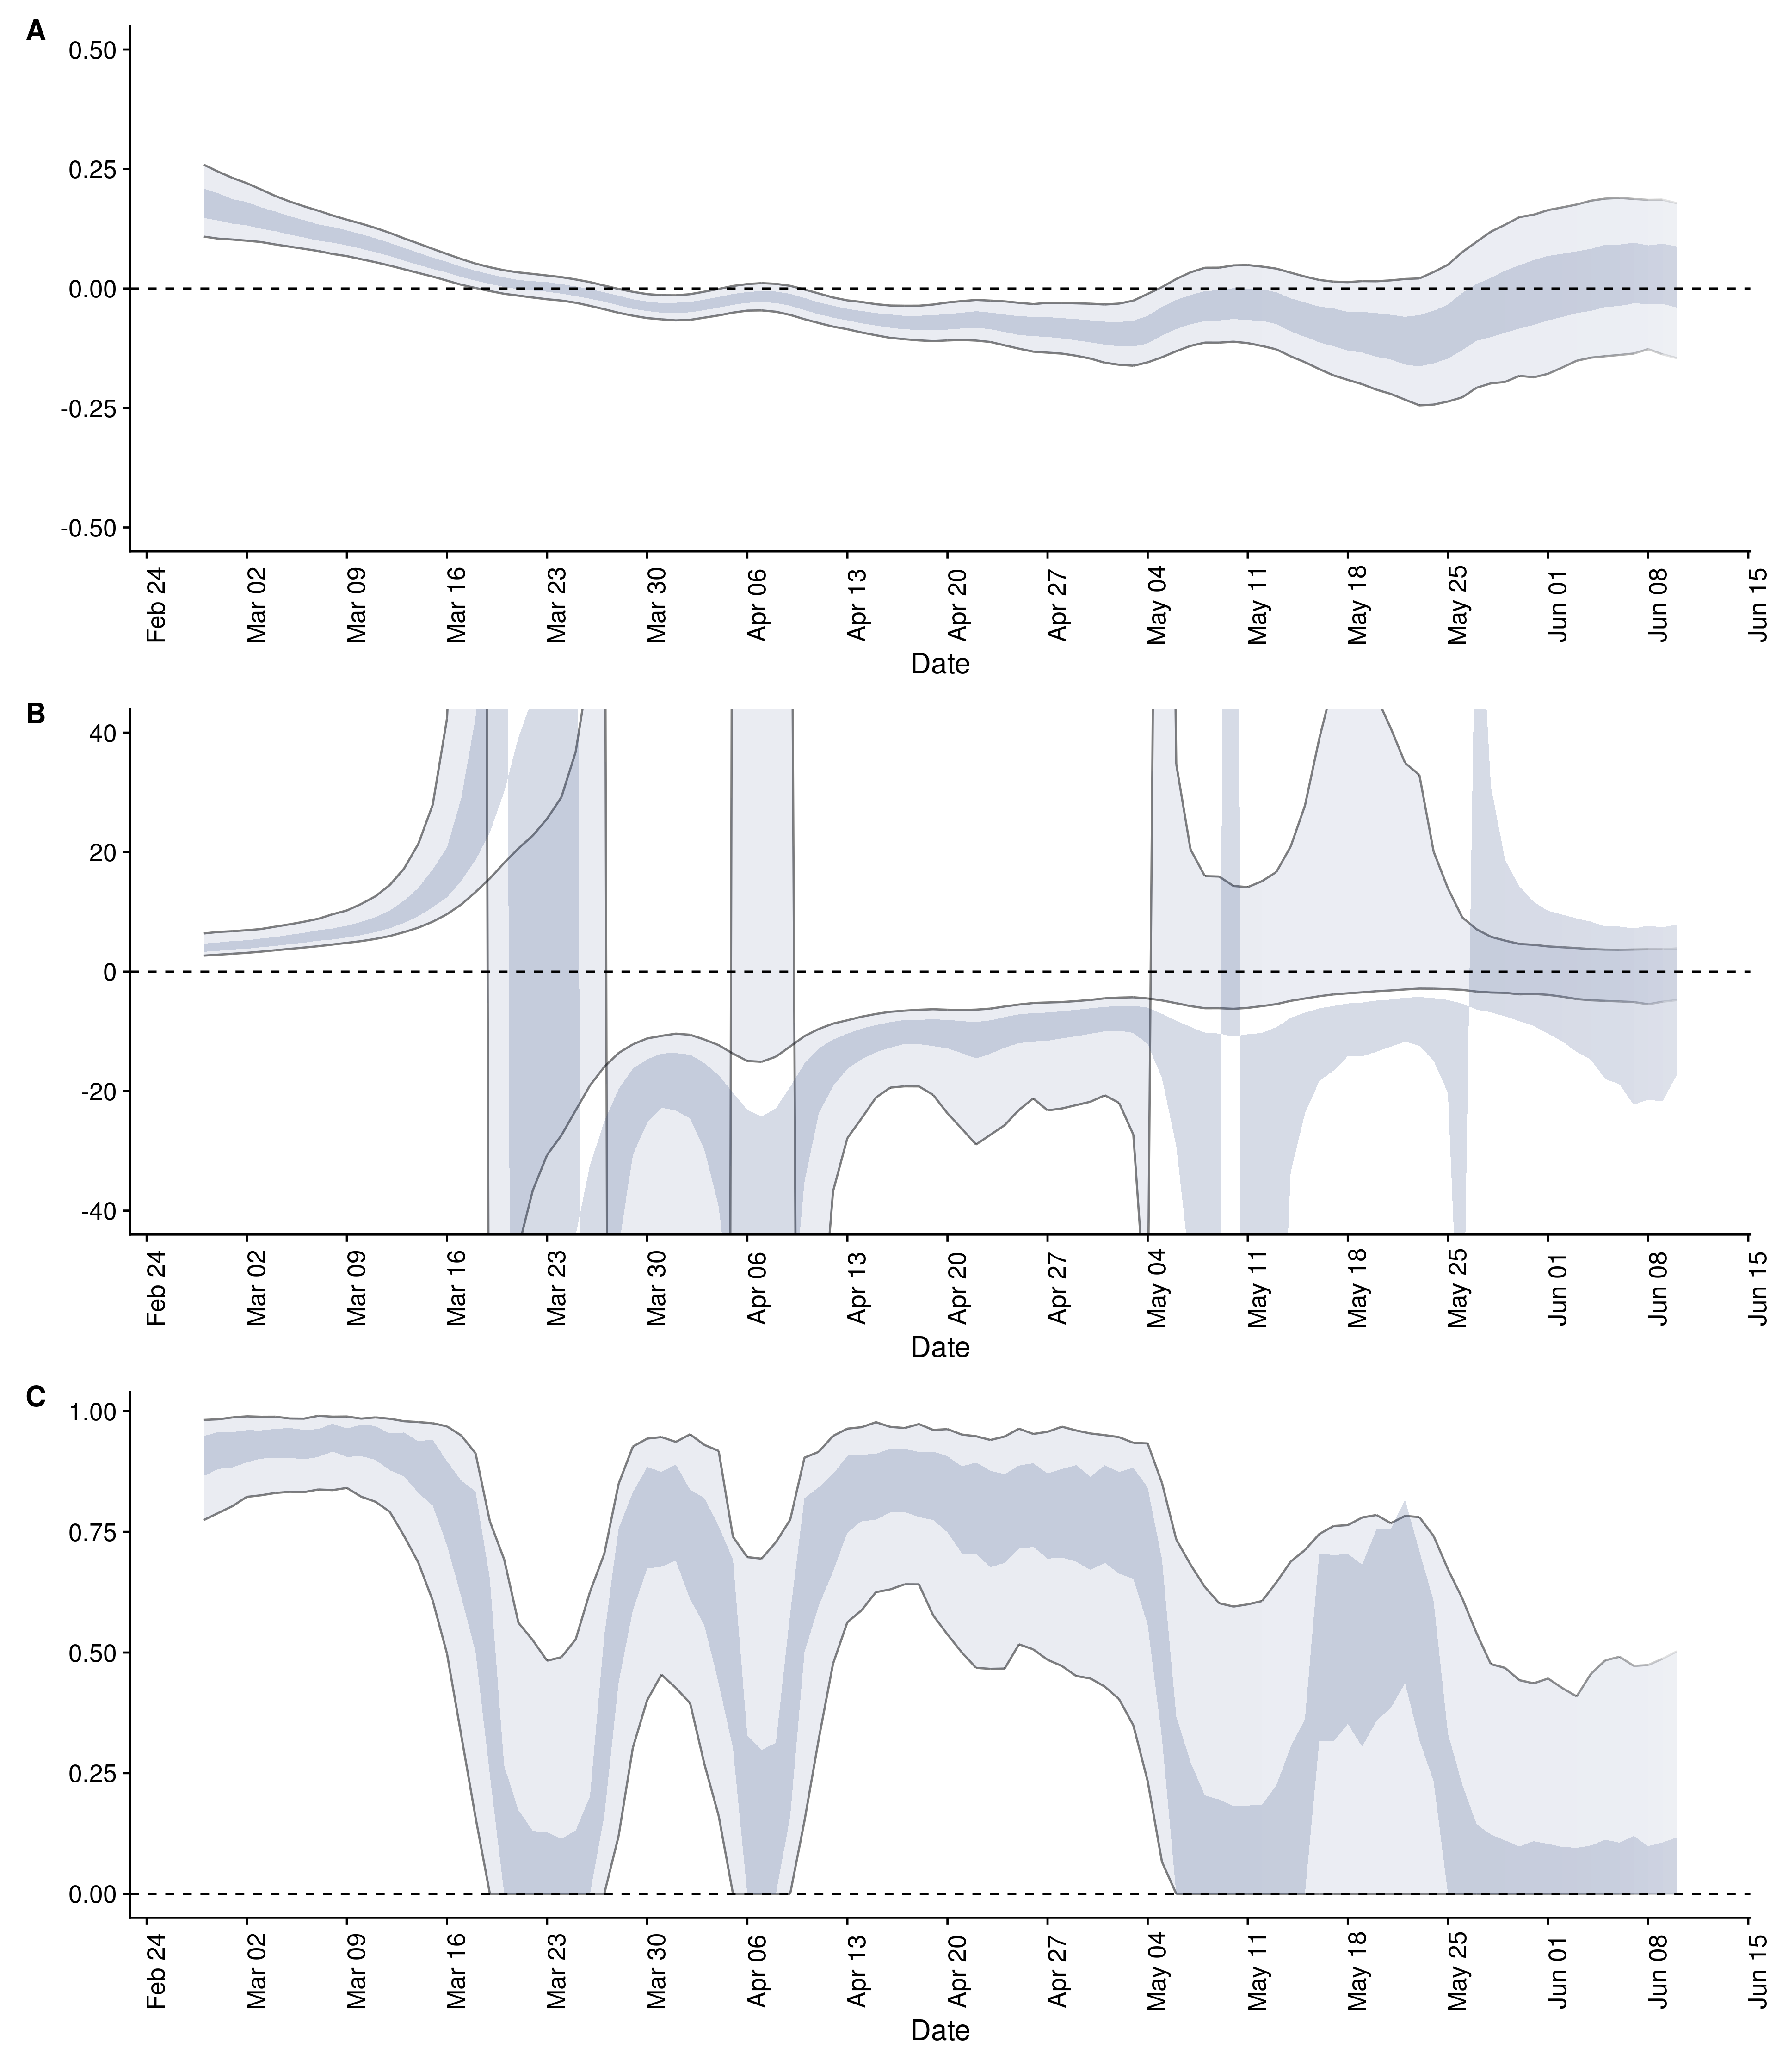 A
0.50
0.25
0.00
-0.25
-0.50
Feb 24
Mar 02
Mar 09
Mar 16
Mar 23
Mar 30
Apr 06
Apr 13
Apr 20
Apr 27
May 04
May 11
May 18
May 25
Jun 01
Jun 08
Jun 15
Date
B
40
20
0
-20
-40
Feb 24
Mar 02
Mar 09
Mar 16
Mar 23
Mar 30
Apr 06
Apr 13
Apr 20
Apr 27
May 04
May 11
May 18
May 25
Jun 01
Jun 08
Jun 15
Date
C
1.00
0.75
0.50
0.25
0.00
Feb 24
Mar 02
Mar 09
Mar 16
Mar 23
Mar 30
Apr 06
Apr 13
Apr 20
Apr 27
May 04
May 11
May 18
May 25
Jun 01
Jun 08
Jun 15
Date